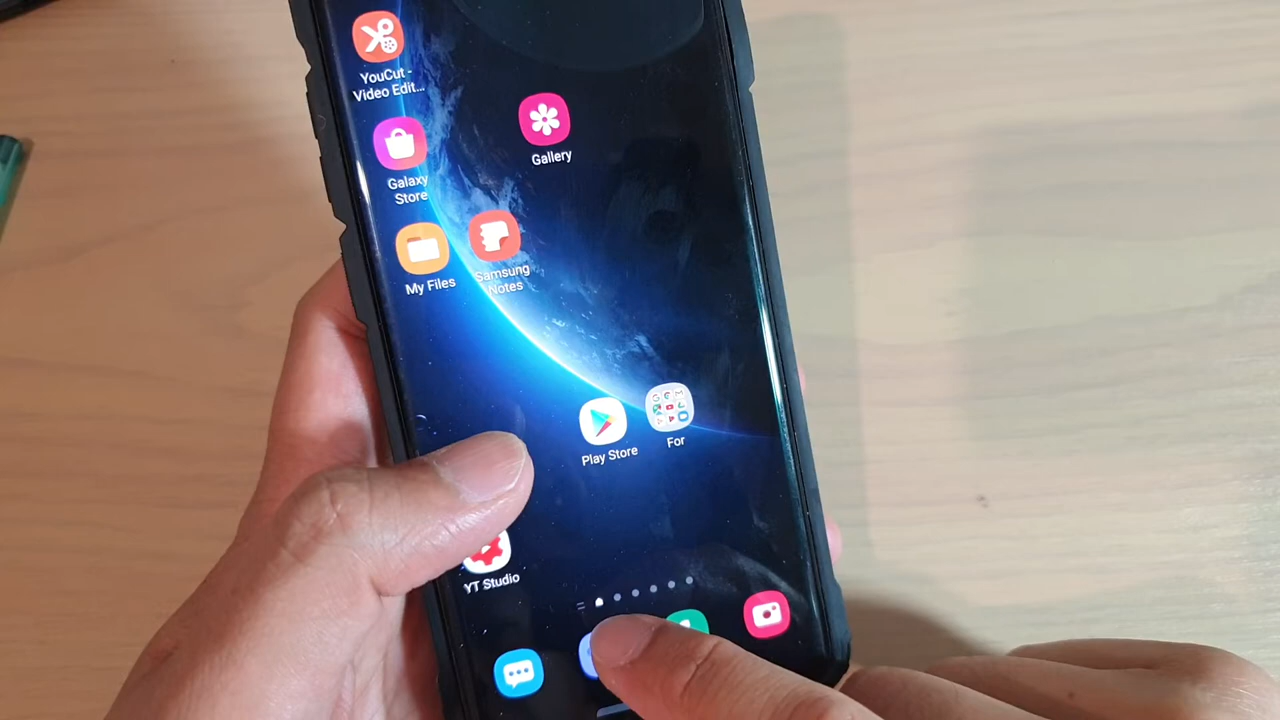 YouCut -
Video Edit...
Gallery
Galaxy
Store
My Files
Samsung
Notes
Play Store
For
YT Studio